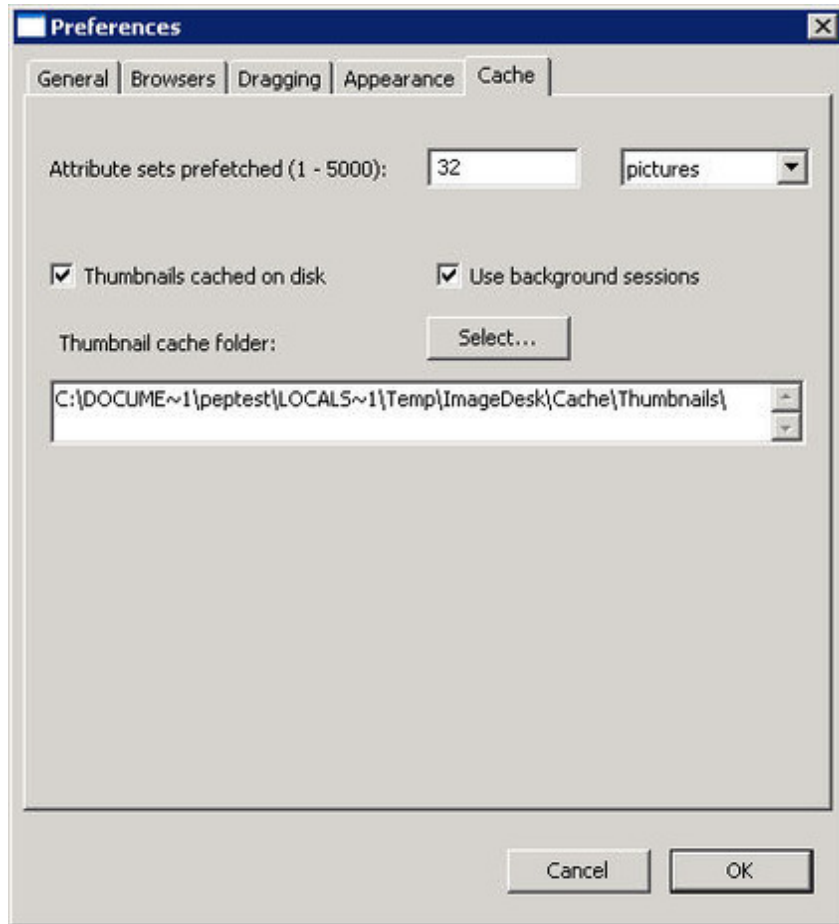 Preferences
General Browsers Dragging Appearance Cache
Attribute sets prefetched (1 - 5000): 32 pictures
Thumbnails cached on disk Use background sessions
Thumbnail cache folder: Select...
C:\DOCUME~1\peptest\LOCALS~1\Temp\ImageDesk\Cache\Thumbnails\
Cancel OK